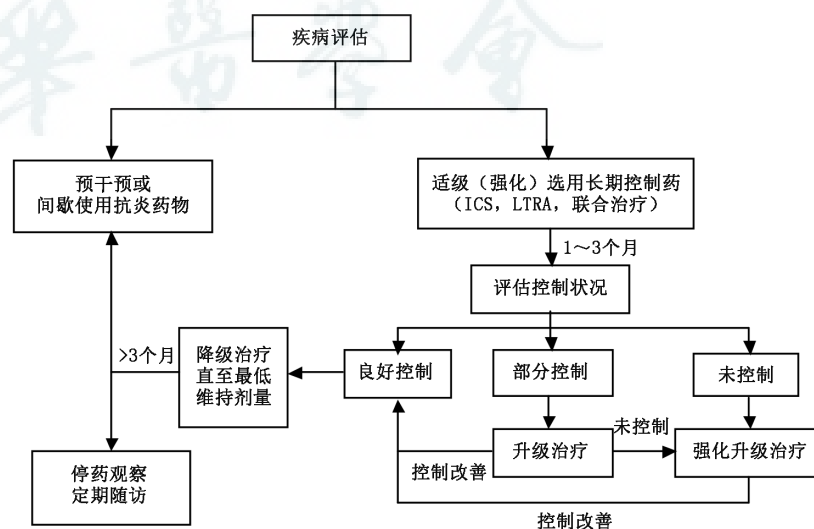 華醫學會
疾病评估
预干预或
间歇使用抗炎药物
适级（强化）选用长期控制药
（ICS，LTRA，联合治疗）
1～3个月
评估控制状况
>3个月
降级治疗
直至最低
维持剂量
良好控制
部分控制
未控制
升级治疗
未控制
强化升级治疗
控制改善
停药观察
定期随访
控制改善